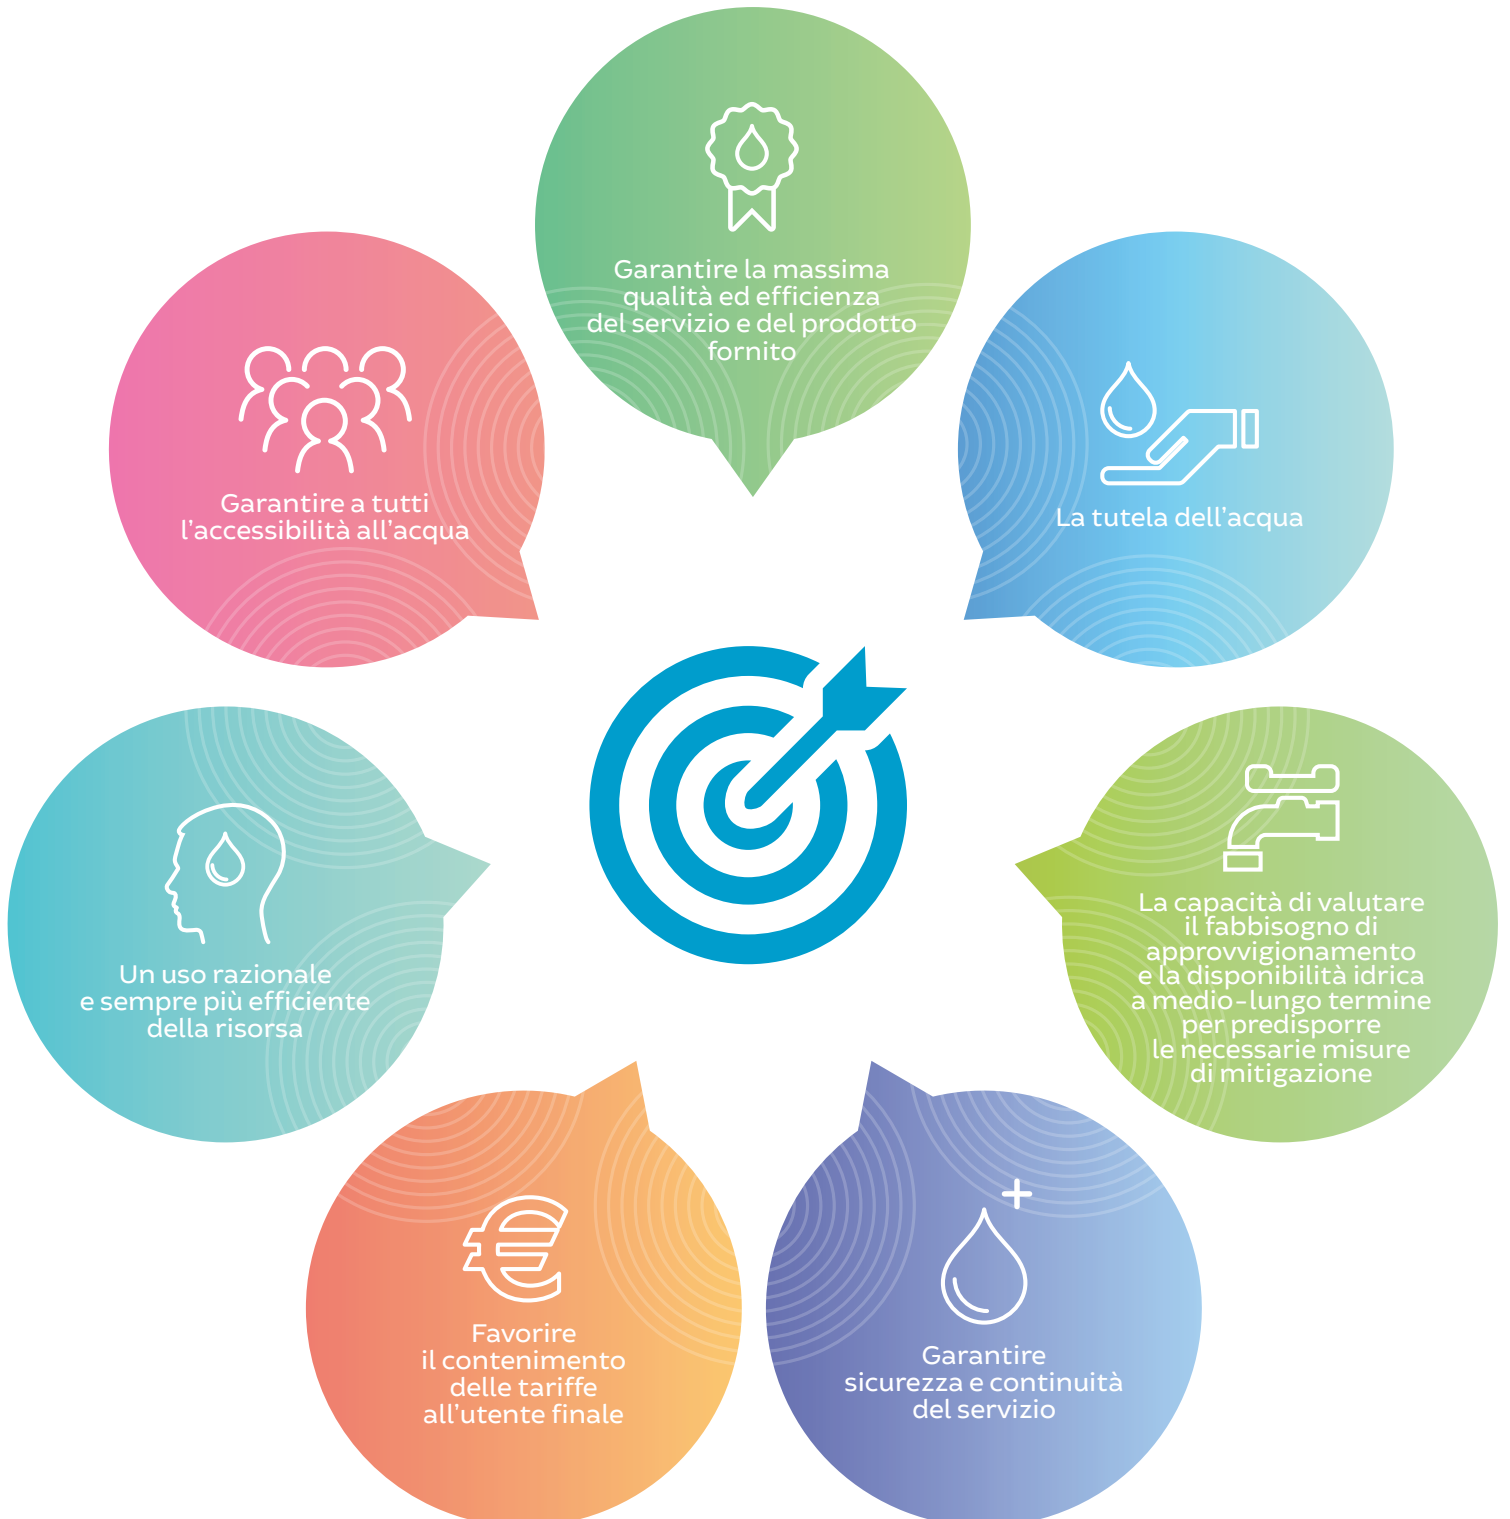 Garantire la massima
qualità ed efficienza
del servizio e del prodotto
fornito
Garantire a tutti
l'accessibilità all'acqua
La tutela dell'acqua
Un uso razionale
e sempre più efficiente
della risorsa
La capacità di valutare
il fabbisogno di
approvvigionamento
e la disponibilità idrica
a medio-lungo termine
per predisporre
le necessarie misure
di mitigazione
Favorire
il contenimento
delle tariffe
all'utente finale
Garantire
sicurezza e continuità
del servizio